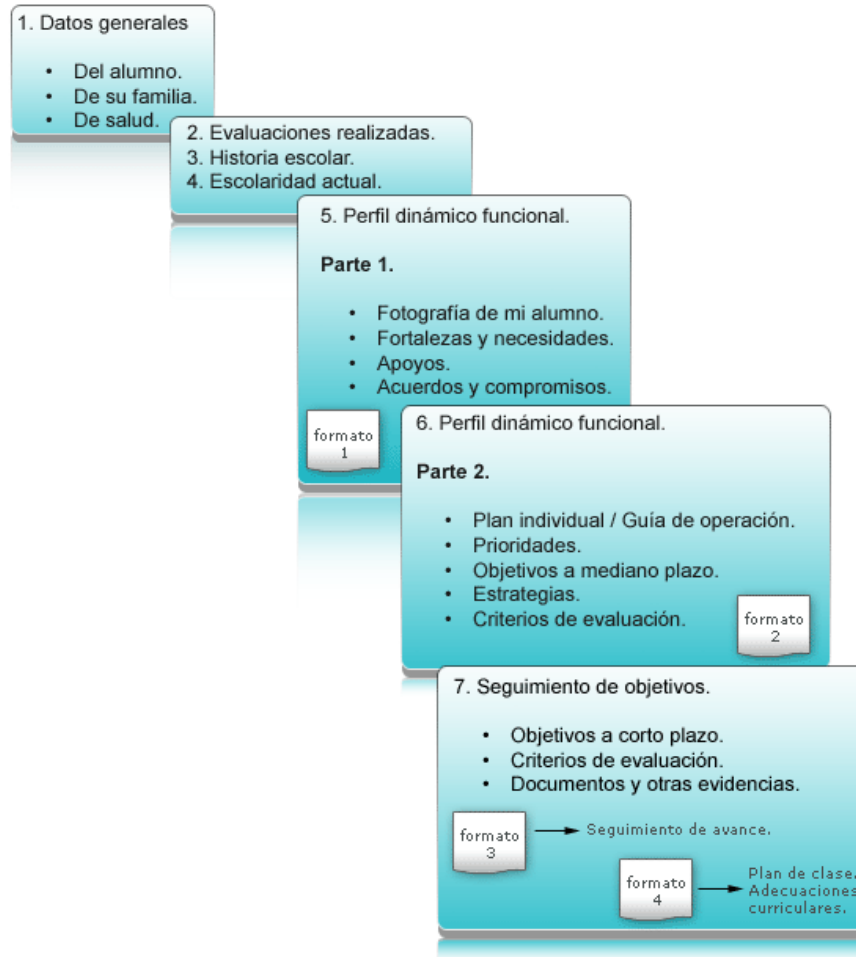 1. Datos generales
• Del alumno.
• De su familia.
• De salud.
2. Evaluaciones realizadas.
3. Historia escolar.
4. Escolaridad actual.
5. Perfil dinámico funcional.
Parte 1.
• Fotografía de mi alumno.
• Fortalezas y necesidades.
• Apoyos.
• Acuerdos y compromisos.
formato
1
6. Perfil dinámico funcional.
Parte 2.
• Plan individual / Guía de operación.
• Prioridades.
• Objetivos a mediano plazo.
• Estrategias.
• Criterios de evaluación.
formato
2
7. Seguimiento de objetivos.
• Objetivos a corto plazo.
• Criterios de evaluación.
• Documentos y otras evidencias.
formato
3
Seguimiento de avance.
formato
4
Plan de clase.
Adecuaciones
curriculares.